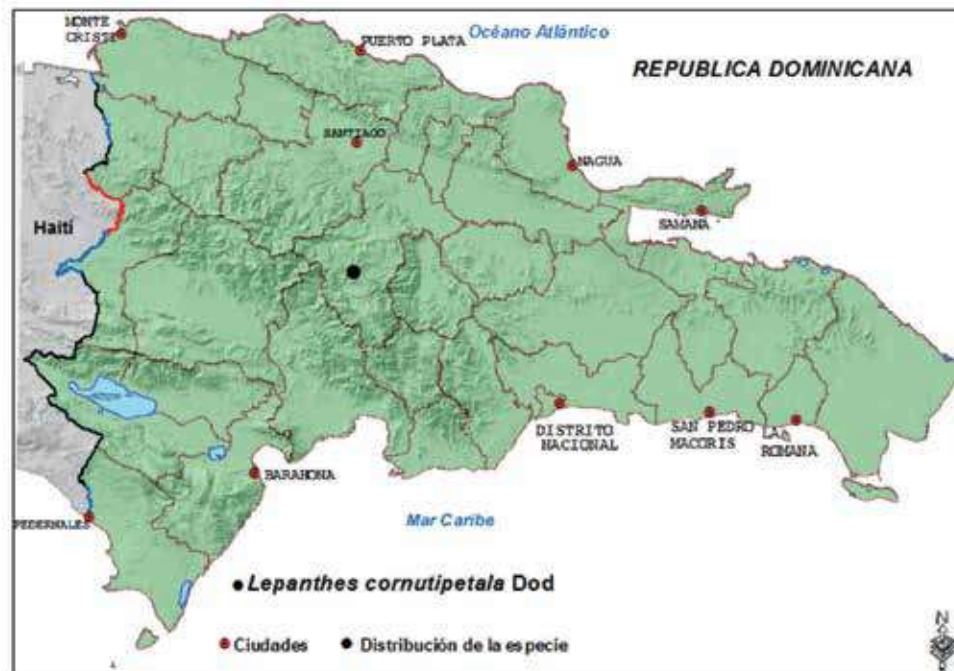 MONTE
CRISTI
PUERTO PLATA
Océano Atlántico
REPUBLICA DOMINICANA
SANTIAGO
NAGUA
SAMANA
Haití
DISTRITO
NACIONAL
SAN PEDRO
MACORIS
LA
ROMANA
BARAHONA
PEDERNALES
Mar Caribe
Lepanthes cornutipetala Dod
Ciudades
Distribución de la especie
N